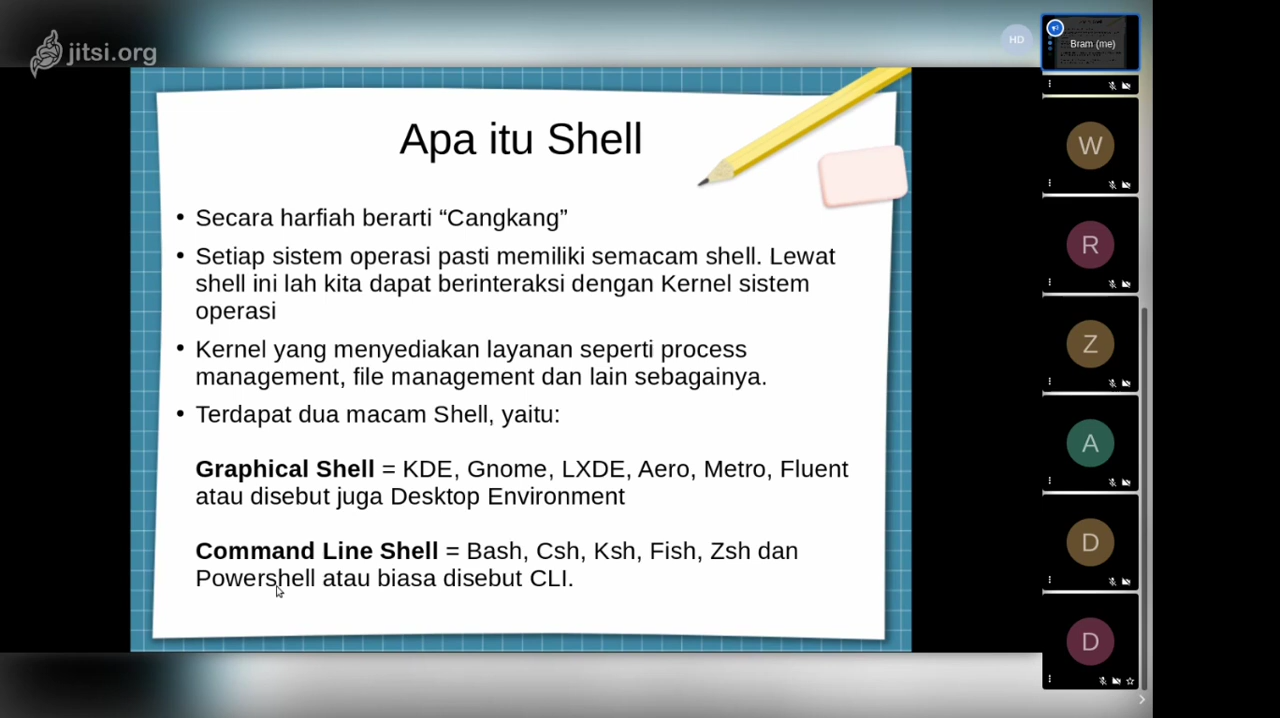 jitsi.org
HD
Bram (me)
Apa itu Shell
• Secara harfiah berarti “Cangkang”
• Setiap sistem operasi pasti memiliki semacam shell. Lewat
shell ini lah kita dapat berinteraksi dengan Kernel sistem
operasi
• Kernel yang menyediakan layanan seperti process
management, file management dan lain sebagainya.
• Terdapat dua macam Shell, yaitu:
Graphical Shell = KDE, Gnome, LXDE, Aero, Metro, Fluent
atau disebut juga Desktop Environment
Command Line Shell = Bash, Csh, Ksh, Fish, Zsh dan
Powershell atau biasa disebut CLI.
W
R
Z
A
D
D